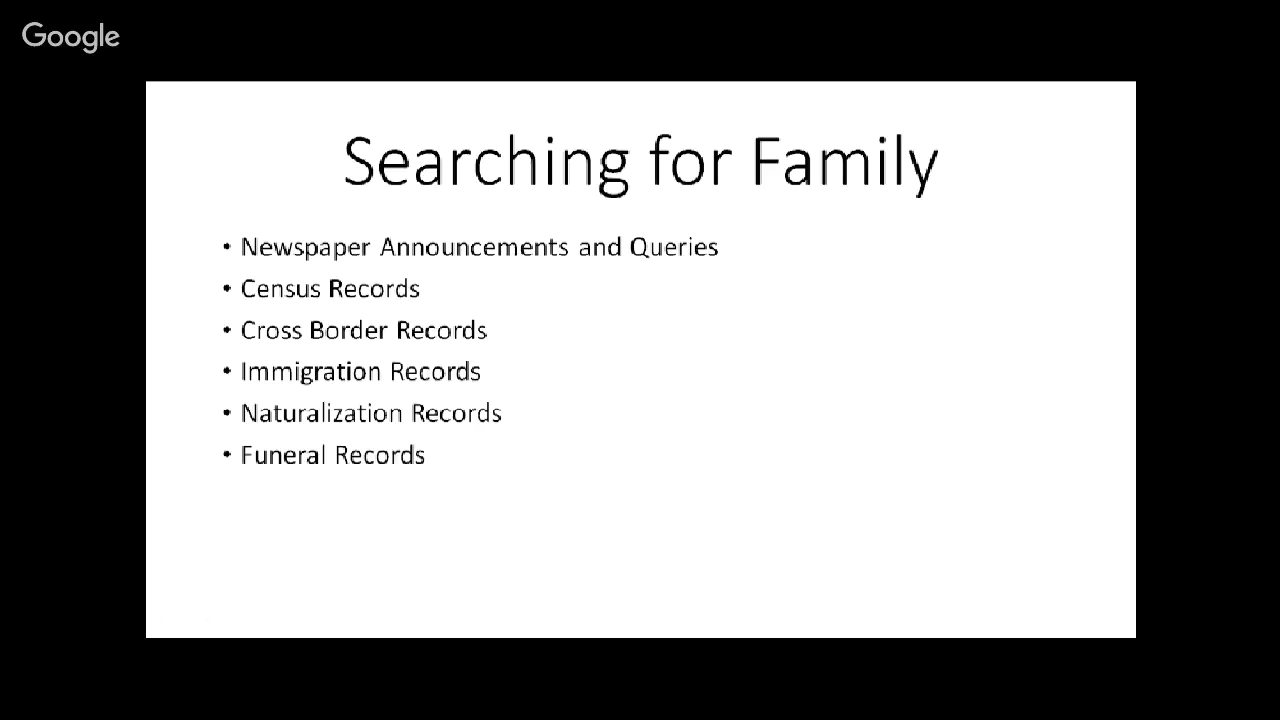 Google
Searching for Family
• Newspaper Announcements and Queries
• Census Records
• Cross Border Records
• Immigration Records
• Naturalization Records
• Funeral Records